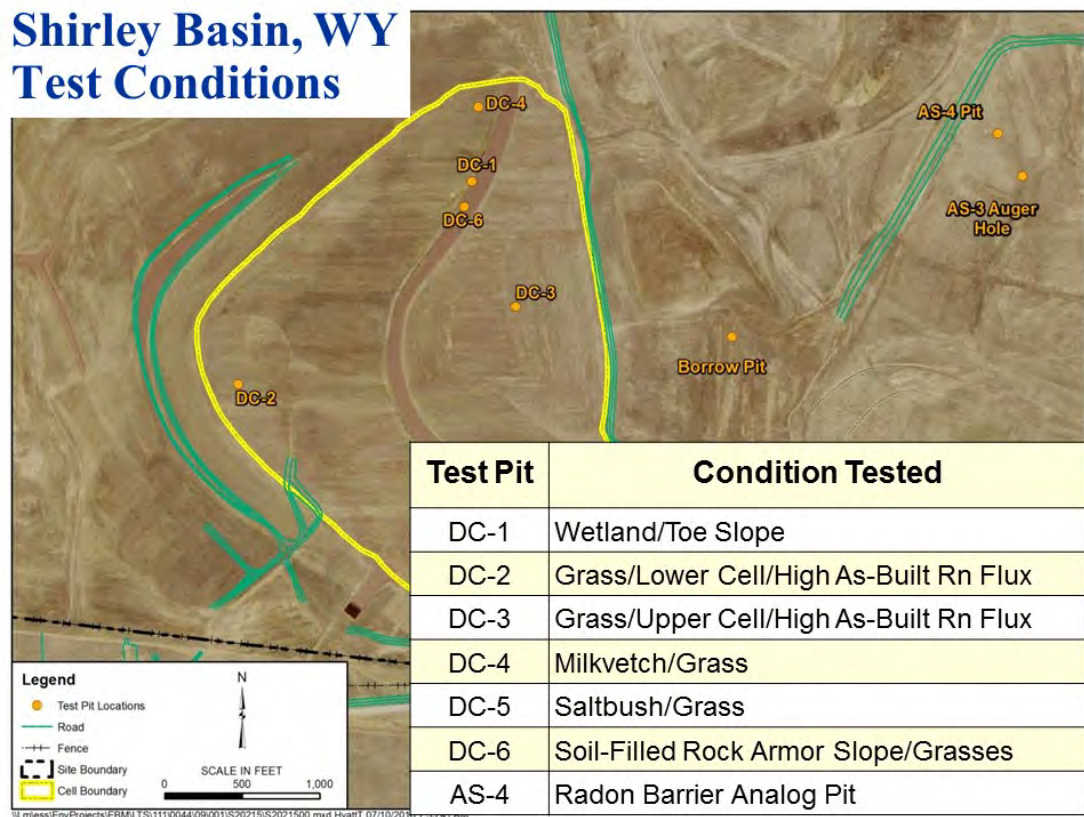 Shirley Basin, WY
Test Conditions
DC-4
AS-4 Pit
DC-1
DC-6
AS-3 Auger
Hole
DC-3
Borrow Pit
DC-2
Test Pit Condition Tested
DC-1 Wetland/Toe Slope
DC-2 Grass/Lower Cell/High As-Built Rn Flux
DC-3 Grass/Upper Cell/High As-Built Rn Flux
DC-4 Milkvetch/Grass
DC-5 Saltbush/Grass
DC-6 Soil-Filled Rock Armor Slope/Grasses
AS-4 Radon Barrier Analog Pit
Legend
Test Pit Locations
Road
Fence
Site Boundary
Cell Boundary
N
SCALE IN FEET
0 500 1,000